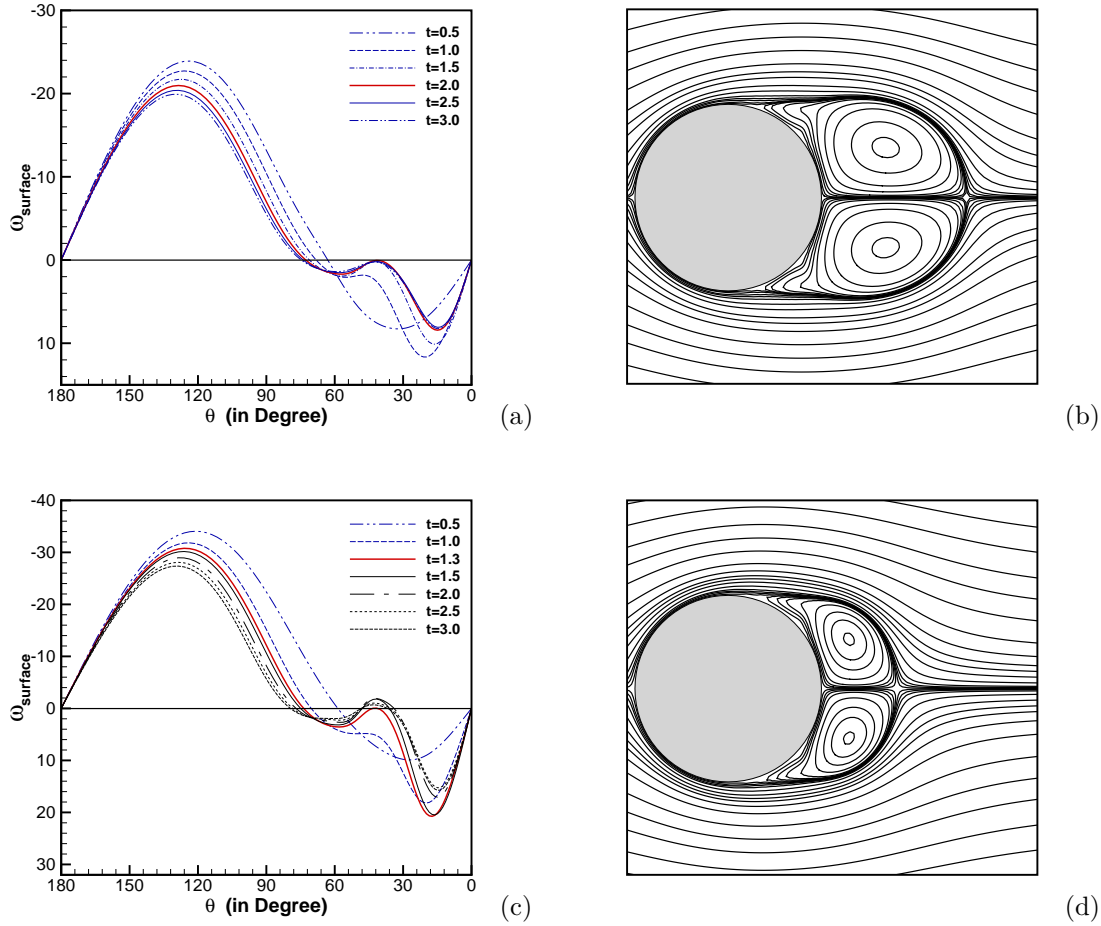 -30
-20
-10
0
10
ω surface
180 150 120 90 60 30 0
θ (in Degree)
t=0.5
t=1.0
t=1.5
t=2.0
t=2.5
t=3.0
(a)
(b)
-40
-30
-20
-10
0
10
20
30
ω surface
180 150 120 90 60 30 0
θ (in Degree)
t=0.5
t=1.0
t=1.3
t=1.5
t=2.0
t=2.5
t=3.0
(c)
(d)